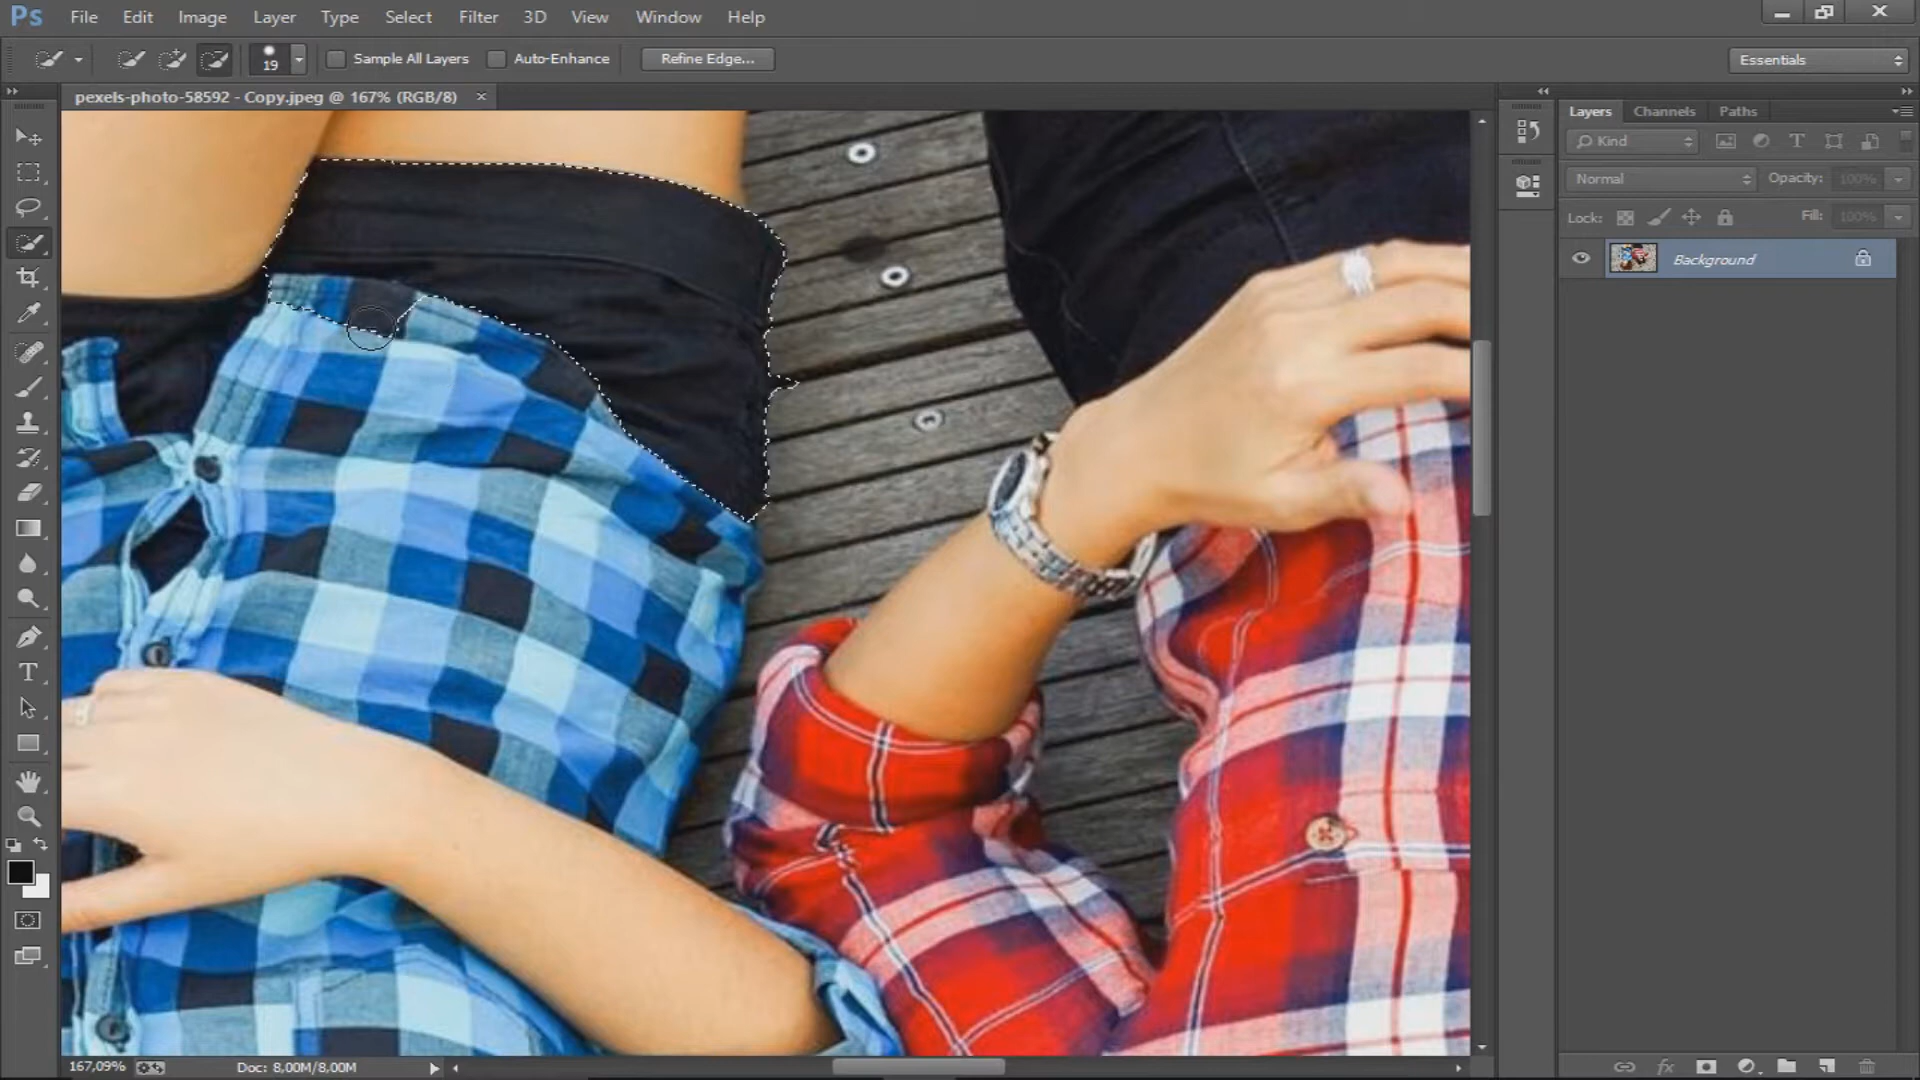 Ps File Edit Image Layer Type Select Filter 3D View Window Help
19 Sample All Layers Auto-Enhance Refine Edge... Essentials
pexels-photo-58592 - Copy.jpeg @ 167% (RGB/8) ×
Layers Channels Paths
Kind
Normal Opacity: 100%
Lock: Fill: 100%
Background
167,09% Doc: 8,00M/8,00M